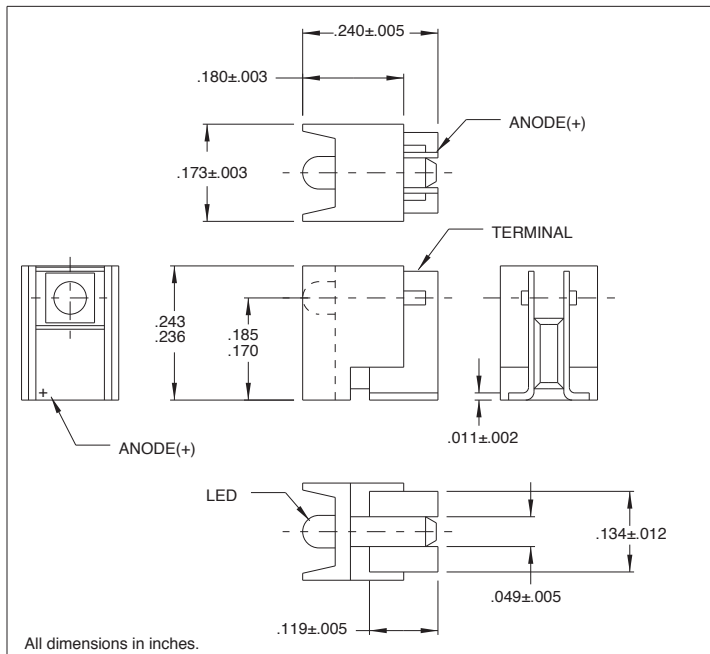 .240±.005
.180±.003
ANODE(+)
.173±.003
TERMINAL
.243
.236
.185
.170
+
.011±.002
ANODE(+)
LED
.134±.012
.049±.005
.119±.005
All dimensions in inches.